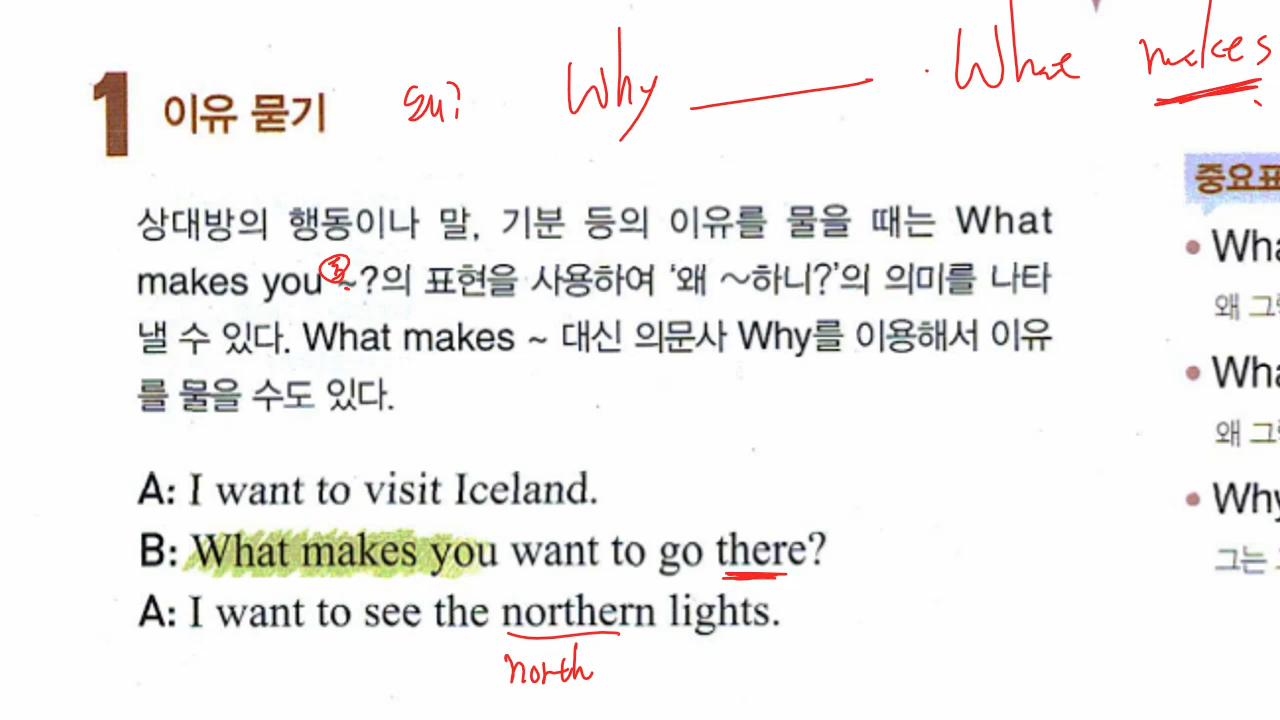 Why
What makes
1 이유 묻기
중요표
상대방의 행동이나 말, 기분 등의 이유를 물을 때는 What
makes you ~?의 표현을 사용하여 '왜 ~하니?'의 의미를 나타
낼 수 있다. What makes ~ 대신 의문사 Why를 이용해서 이유
를 물을 수도 있다.
A: I want to visit Iceland.
B: What makes you want to go there?
A: I want to see the northern lights.
north
• Wha
왜 그
• Wha
왜 그
• Why
그는